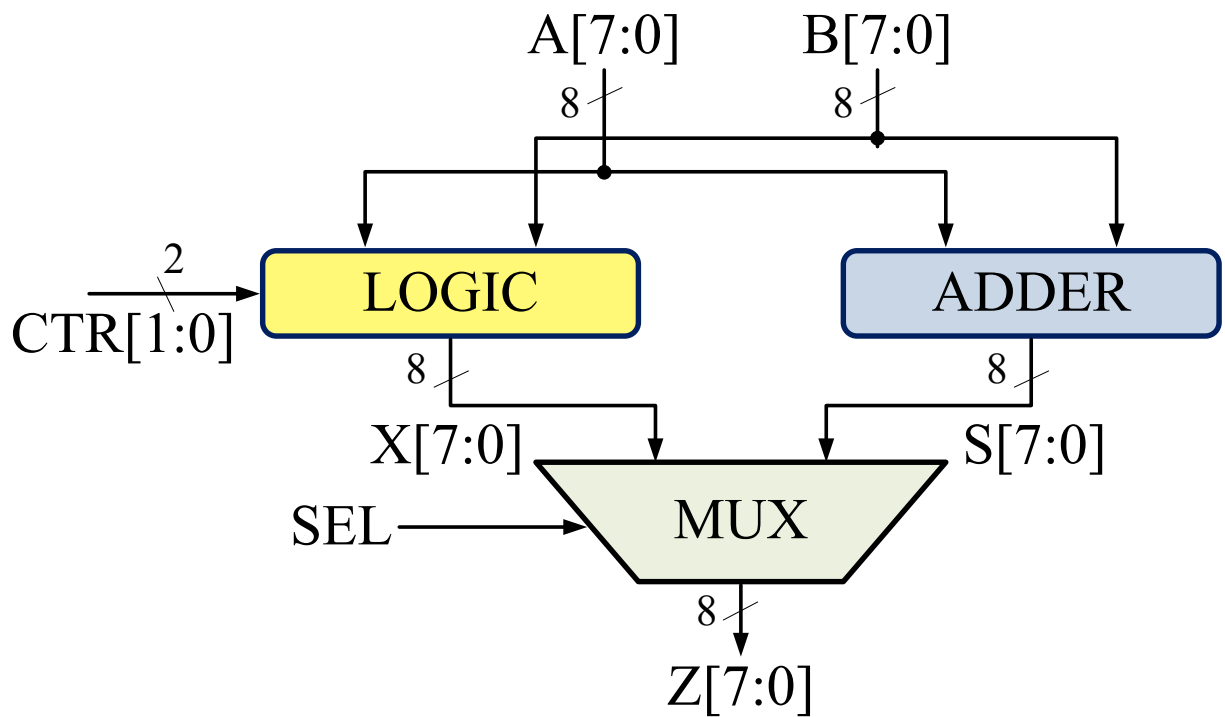 A[7:0] B[7:0]
8 8
2
LOGIC ADDER
CTR[1:0]
8 8
X[7:0] S[7:0]
MUX
SEL
8
Z[7:0]